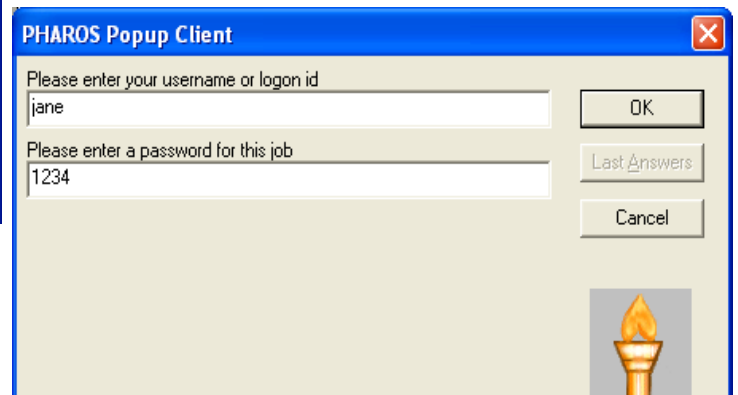 PHAROS Popup Client
Please enter your username or logon id
jane
OK
Please enter a password for this job
1234
Last Answers
Cancel